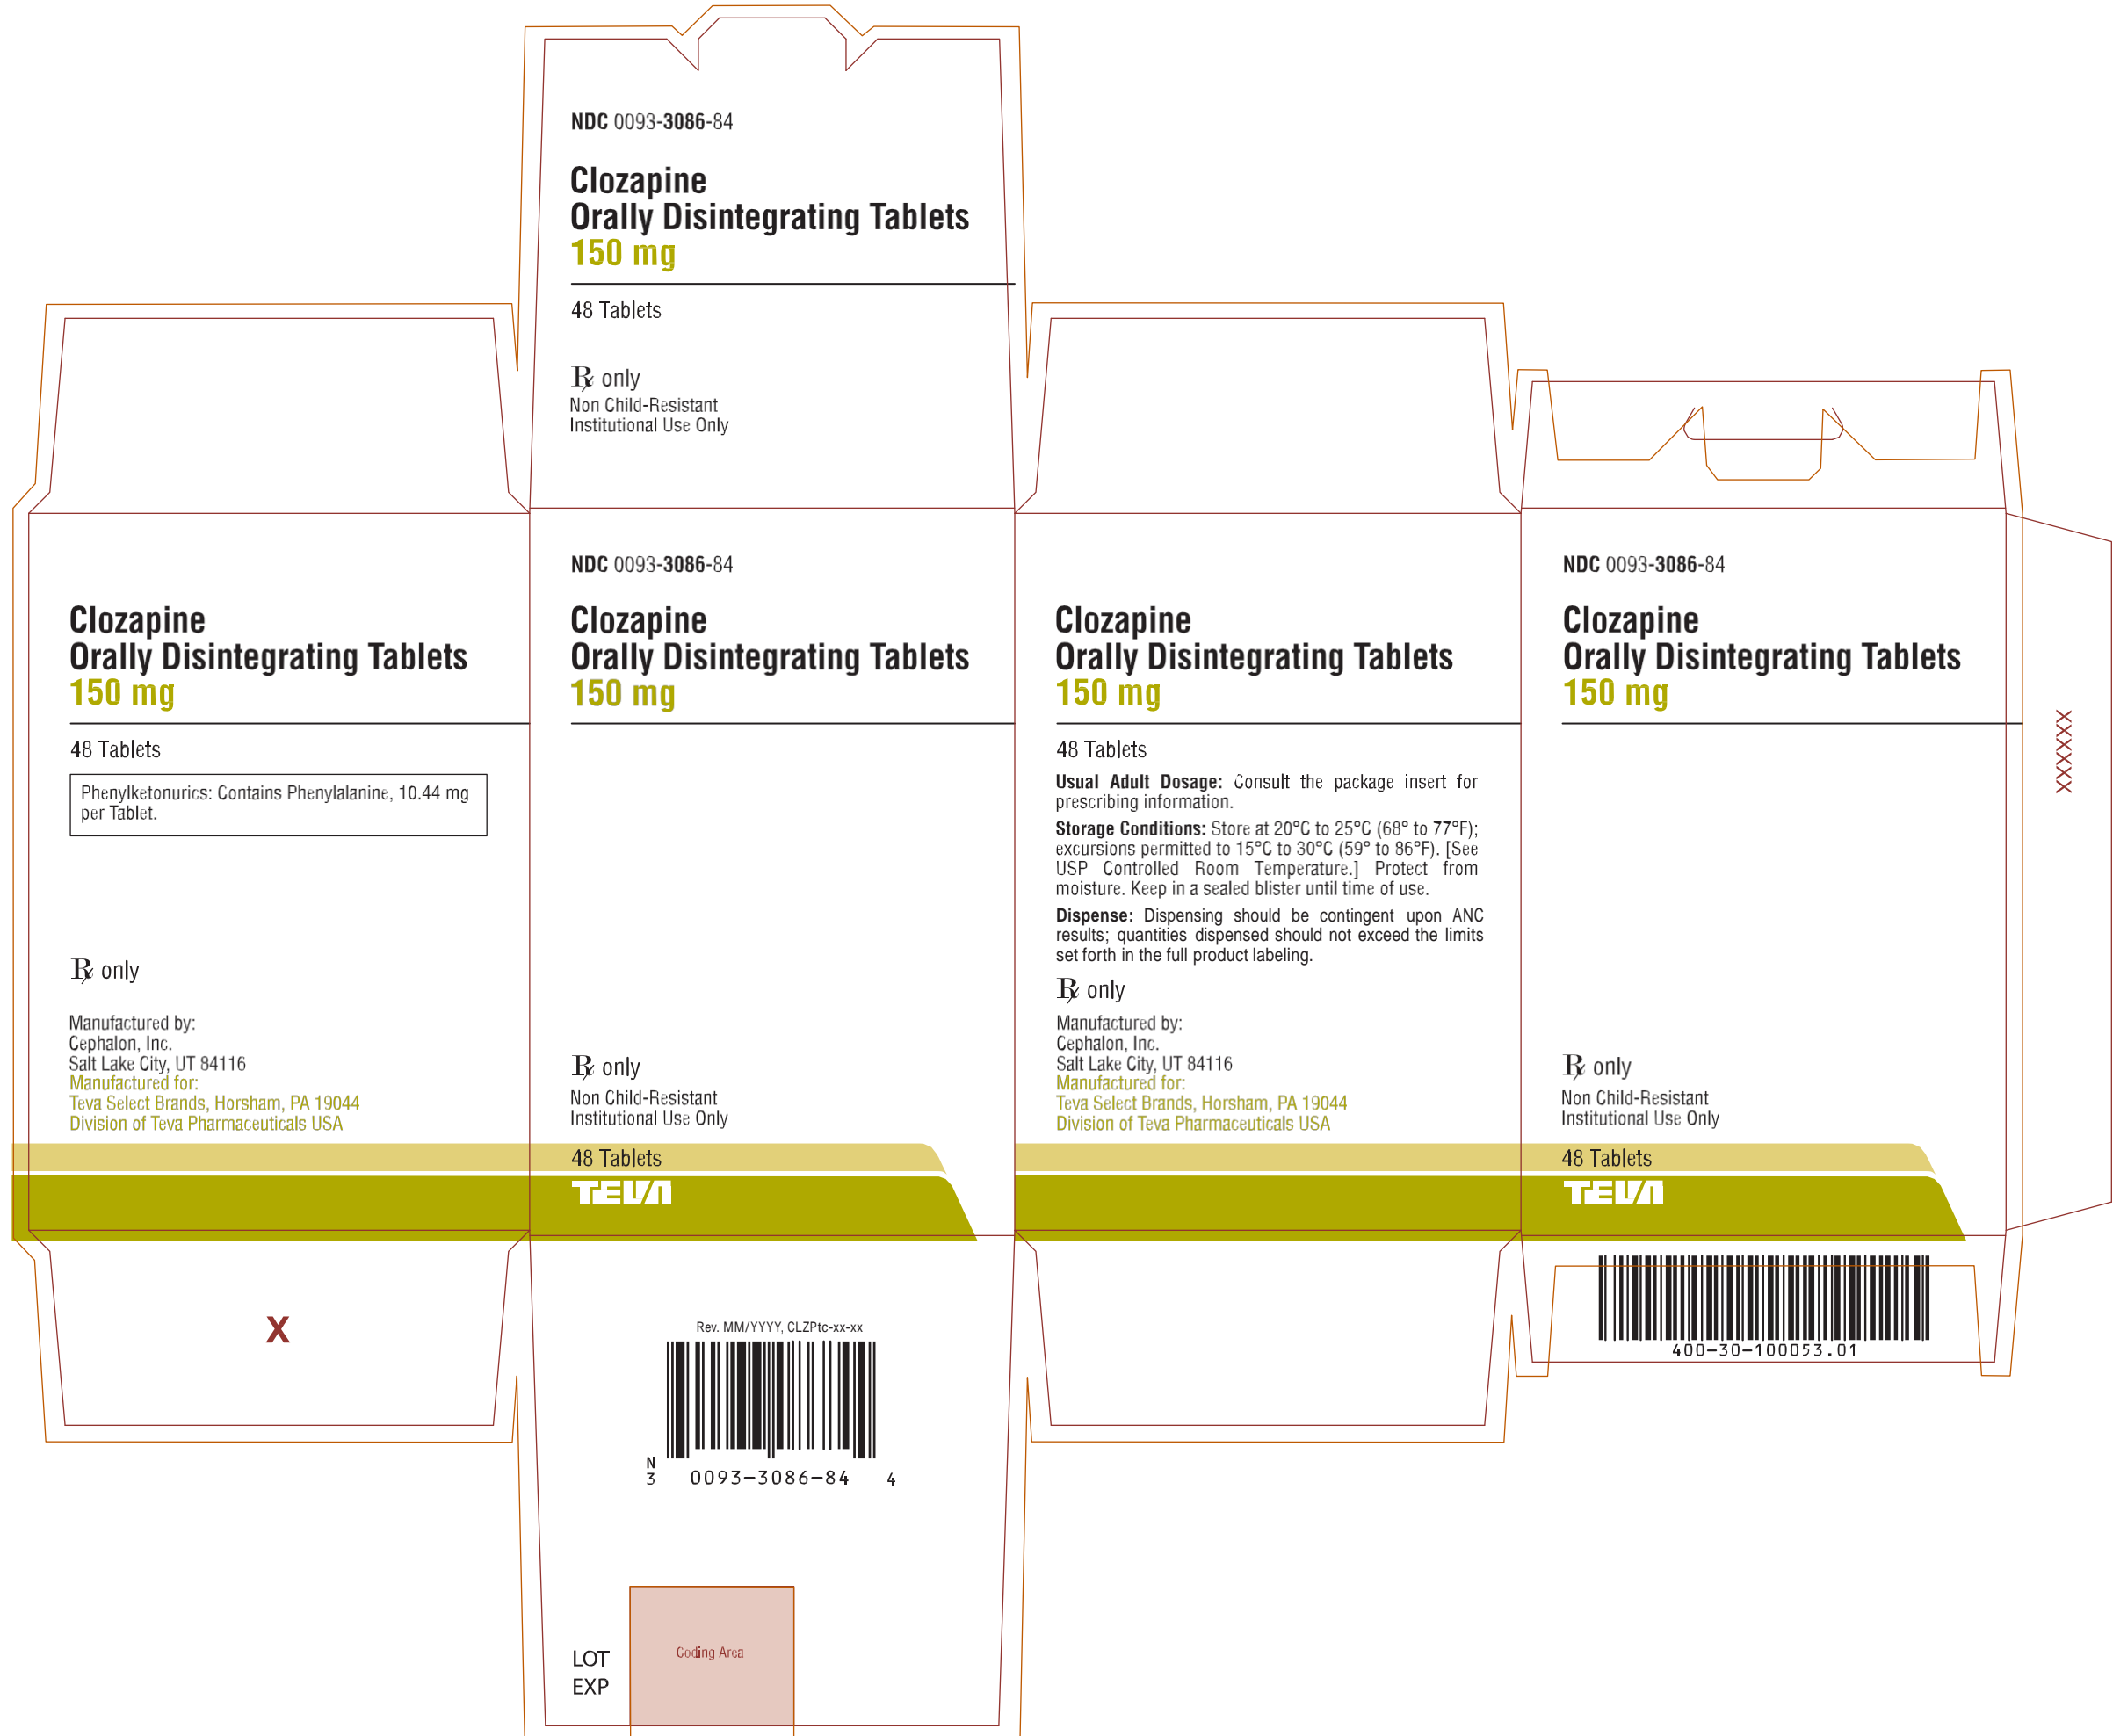 NDC 0093-3086-84
Clozapine
Orally Disintegrating Tablets
150 mg
48 Tablets
℞ only
Non Child-Resistant
Institutional Use Only
Clozapine
Orally Disintegrating Tablets
150 mg
48 Tablets
Phenylketonurics: Contains Phenylalanine, 10.44 mg
per Tablet.
℞ only
Manufactured by:
Cephalon, Inc.
Salt Lake City, UT 84116
Manufactured for:
Teva Select Brands, Horsham, PA 19044
Division of Teva Pharmaceuticals USA
X
NDC 0093-3086-84
Clozapine
Orally Disintegrating Tablets
150 mg
℞ only
Non Child-Resistant
Institutional Use Only
48 Tablets
TEVA
Rev. MM/YYYY, CLZPtc-xx-xx
N
3 0093-3086-84 4
Coding Area
LOT
EXP
Clozapine
Orally Disintegrating Tablets
150 mg
48 Tablets
Usual Adult Dosage: Consult the package insert for
prescribing information.
Storage Conditions: Store at 20°C to 25°C (68° to 77°F);
excursions permitted to 15°C to 30°C (59° to 86°F). [See
USP Controlled Room Temperature.] Protect from
moisture. Keep in a sealed blister until time of use.
Dispense: Dispensing should be contingent upon ANC
results; quantities dispensed should not exceed the limits
set forth in the full product labeling.
℞ only
Manufactured by:
Cephalon, Inc.
Salt Lake City, UT 84116
Manufactured for:
Teva Select Brands, Horsham, PA 19044
Division of Teva Pharmaceuticals USA
NDC 0093-3086-84
Clozapine
Orally Disintegrating Tablets
150 mg
℞ only
Non Child-Resistant
Institutional Use Only
48 Tablets
TEVA
400-30-100053.01
XXXXXX